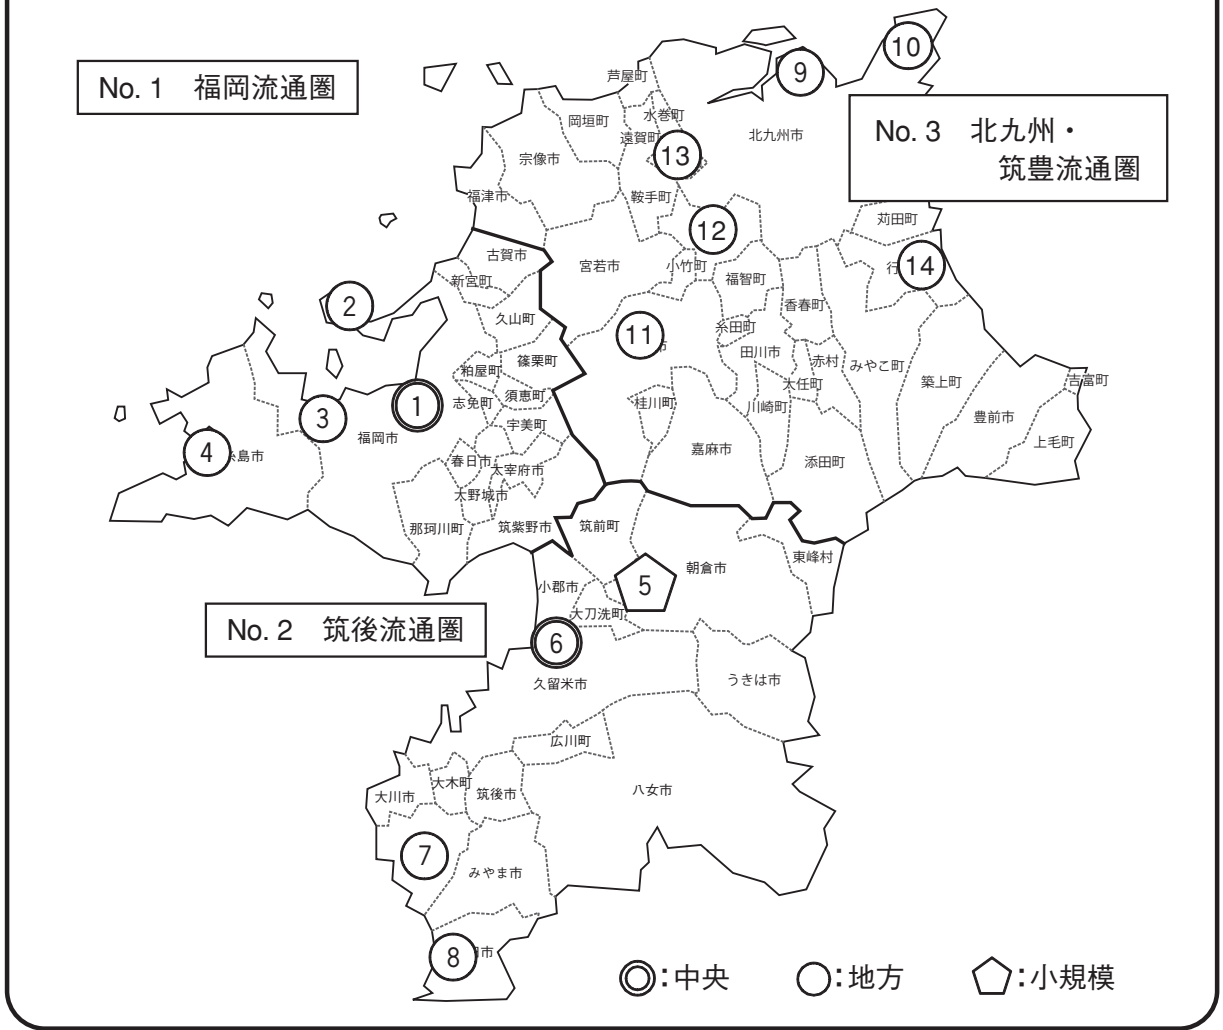 No. 1 福岡流通圏
No. 3 北九州・
筑豊流通圏
No. 2 筑後流通圏
10
9
芦屋町
水巻町
岡垣町
遠賀町
北九州市
13
宗像市
鞍手町
福津市
苅田町
12
行
14
古賀市
宮若市
小竹町
福智町
新宮町
2
香春町
久山町
11
市
糸田町
田川市
篠栗町
粕屋町
赤村
みやこ町
大任町
築上町
吉富町
須恵町
志免町
1
桂川町
川崎町
豊前市
3
福岡市
宇美町
上毛町
4
糸島市
嘉麻市
添田町
春日市
太宰府市
大野城市
那珂川町
筑紫野市
筑前町
東峰村
朝倉市
小郡市
5
大刀洗町
6
久留米市
うきは市
広川町
大木町
大川市
筑後市
八女市
7
みやま市
8
市
:中央
:地方
:小規模